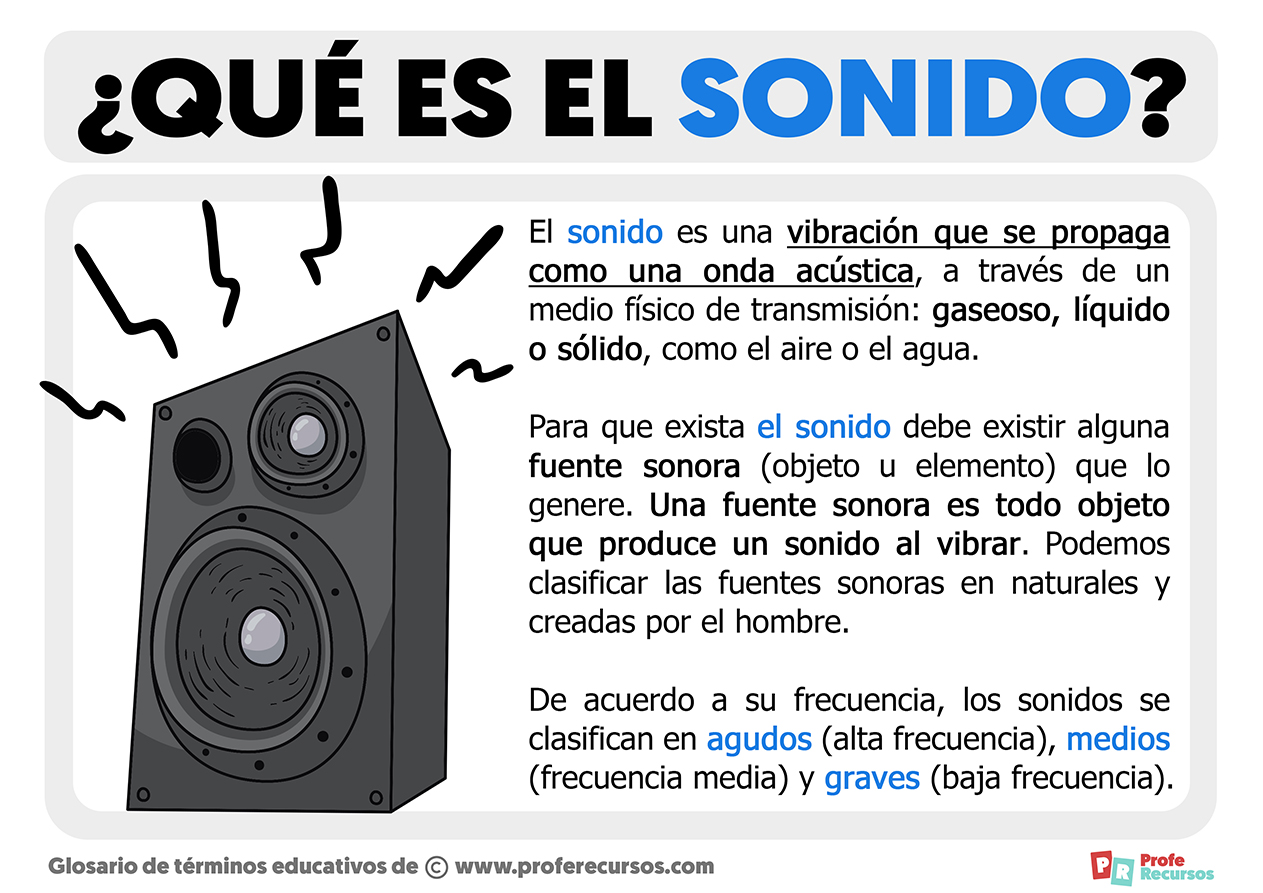 ¿QUÉ ES EL SONIDO?
El sonido es una vibración que se propaga
como una onda acústica, a través de un
medio físico de transmisión: gaseoso, líquido
o sólido, como el aire o el agua.
Para que exista el sonido debe existir alguna
fuente sonora (objeto u elemento) que lo
genere. Una fuente sonora es todo objeto
que produce un sonido al vibrar. Podemos
clasificar las fuentes sonoras en naturales y
creadas por el hombre.
De acuerdo a su frecuencia, los sonidos se
clasifican en agudos (alta frecuencia), medios
(frecuencia media) y graves (baja frecuencia).
Glosario de términos educativos de © www.proferecursos.com
PR
Profe
Recursos